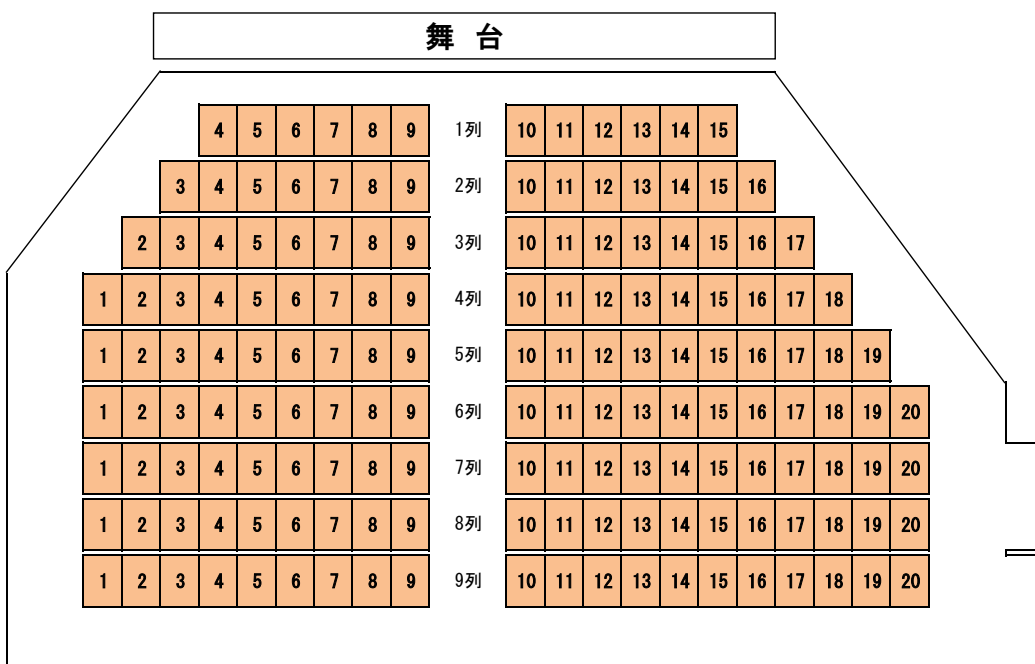 舞 台
4 5 6 7 8 9 1列 10 11 12 13 14 15
3 4 5 6 7 8 9 2列 10 11 12 13 14 15 16
2 3 4 5 6 7 8 9 3列 10 11 12 13 14 15 16 17
1 2 3 4 5 6 7 8 9 4列 10 11 12 13 14 15 16 17 18
1 2 3 4 5 6 7 8 9 5列 10 11 12 13 14 15 16 17 18 19
1 2 3 4 5 6 7 8 9 6列 10 11 12 13 14 15 16 17 18 19 20
1 2 3 4 5 6 7 8 9 7列 10 11 12 13 14 15 16 17 18 19 20
1 2 3 4 5 6 7 8 9 8列 10 11 12 13 14 15 16 17 18 19 20
1 2 3 4 5 6 7 8 9 9列 10 11 12 13 14 15 16 17 18 19 20